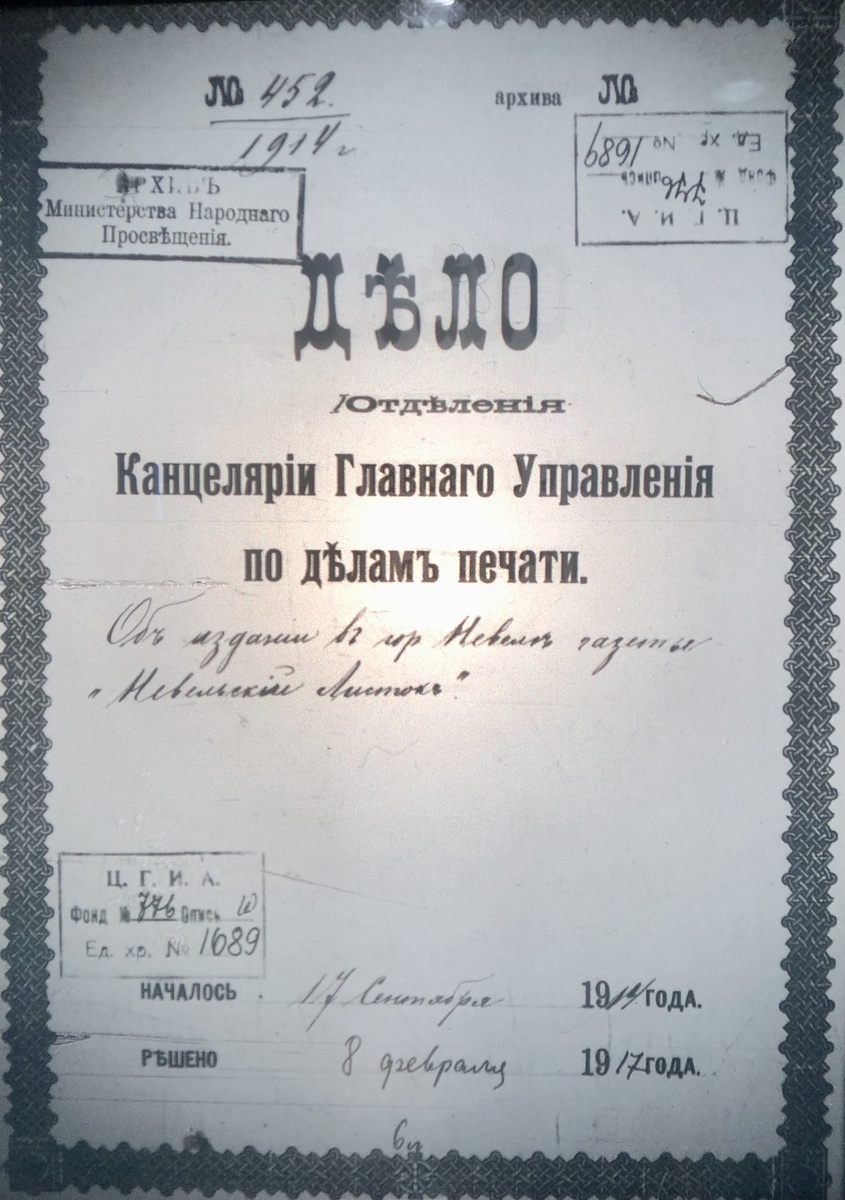 № 452.
1914 г
архива №
Ц. Г. И. А.
Фонд № 776 Опись
Ед. хр. № 1689
АРХИВЪ
Министерства Народнаго
Просвѣщенія.
ДѢЛО
Отдѣленія
Канцеляріи Главнаго Управленія
по дѣламъ печати.
Объ изданіи въ гор Невелѣ газеты
„Невельскій Листокъ".
Ц. Г. И. А.
Фонд № 776 Опись
Ед. хр. № 1689
НАЧАЛОСЬ 17 Сентября 1914 ГОДА.
РѢШЕНО 8 февраля 1917 ГОДА.